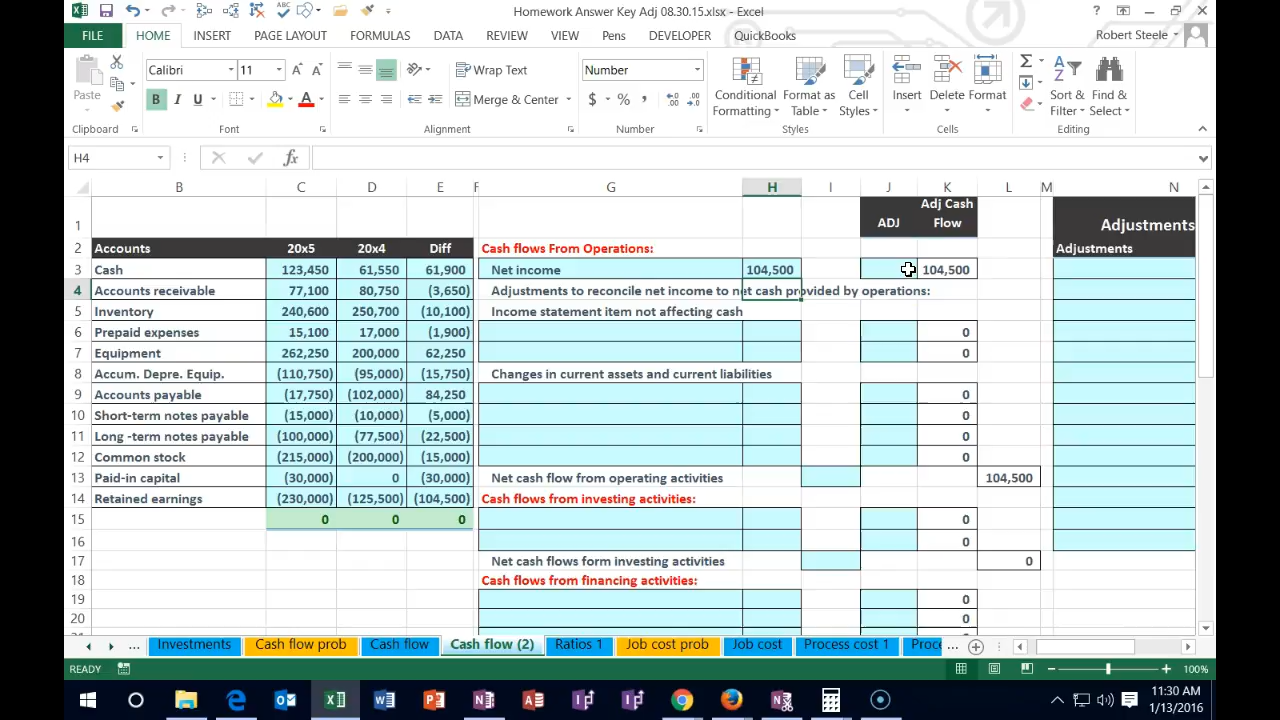 Homework Answer Key Adj 08.30.15.xlsx - Excel
FILE HOME INSERT PAGE LAYOUT FORMULAS DATA REVIEW VIEW Pens DEVELOPER QuickBooks Robert Steele
Paste Calibri 11 Wrap Text Number
B I U Merge & Center $ % Conditional Formatting Format as Table Cell Styles Insert Delete Format Sort & Filter Find & Select
Clipboard Font Alignment Number Styles Cells Editing
H4 fx
B C D E F G H I J K L M N
1 ADJ Adj Cash Flow Adjustments
2 Accounts 20x5 20x4 Diff Cash flows From Operations: Adjustments
3 Cash 123,450 61,550 61,900 Net income 104,500 104,500
4 Accounts receivable 77,100 80,750 (3,650) Adjustments to reconcile net income to net cash provided by operations:
5 Inventory 240,600 250,700 (10,100) Income statement item not affecting cash
6 Prepaid expenses 15,100 17,000 (1,900) 0
7 Equipment 262,250 200,000 62,250 0
8 Accum. Depre. Equip. (110,750) (95,000) (15,750) Changes in current assets and current liabilities
9 Accounts payable (17,750) (102,000) 84,250 0
10 Short-term notes payable (15,000) (10,000) (5,000) 0
11 Long -term notes payable (100,000) (77,500) (22,500) 0
12 Common stock (215,000) (200,000) (15,000) 0
13 Paid-in capital (30,000) 0 (30,000) Net cash flow from operating activities 104,500
14 Retained earnings (230,000) (125,500) (104,500) Cash flows from investing activities:
15 0 0 0 0
16 0
17 Net cash flows form investing activities 0
18 Cash flows from financing activities:
19 0
20 0
... Investments Cash flow prob Cash flow Cash flow (2) Ratios 1 Job cost prob Job cost Process cost 1 Proce ...
READY 100%
11:30 AM
1/13/2016